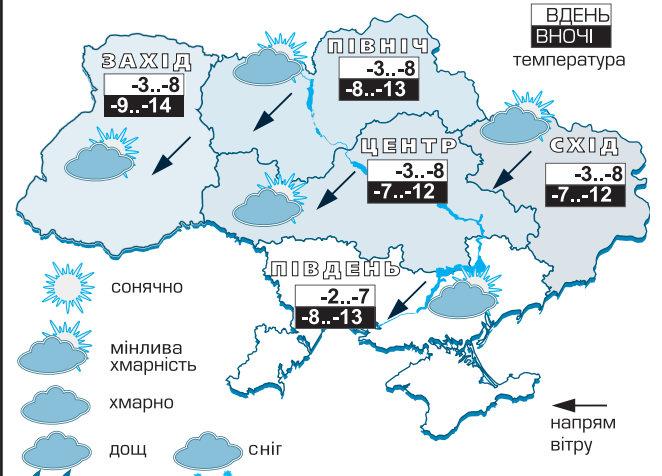 ВДЕНЬ
ВНОЧІ
температура
ЗАХІД
-3..-8
-9..-14
ПІВНІЧ
-3..-8
-8..-13
ЦЕНТР
-3..-8
-7..-12
СХІД
-3..-8
-7..-12
ПІВДЕНЬ
-2..-7
-8..-13
сонячно
мінлива
хмарність
хмарно
дощ
сніг
напрям
вітру